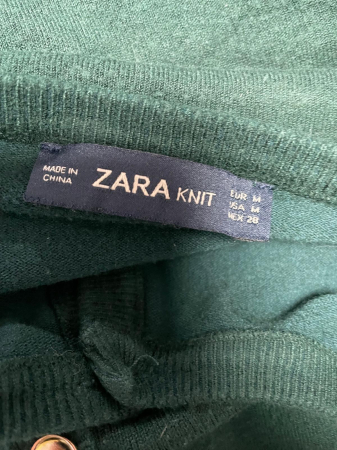 MADE IN
CHINA
ZARA KNIT
EUR M
USA M
MEX 28